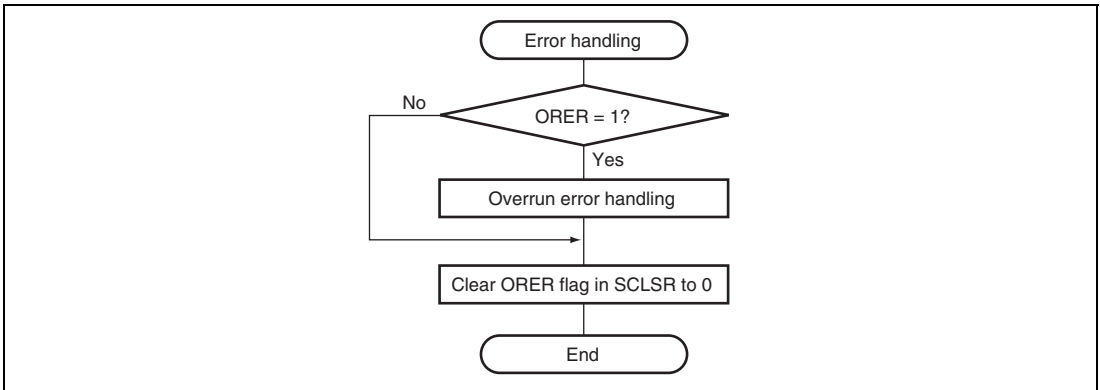 Error handling
No
ORER = 1?
Yes
Overrun error handling
Clear ORER flag in SCLSR to 0
End